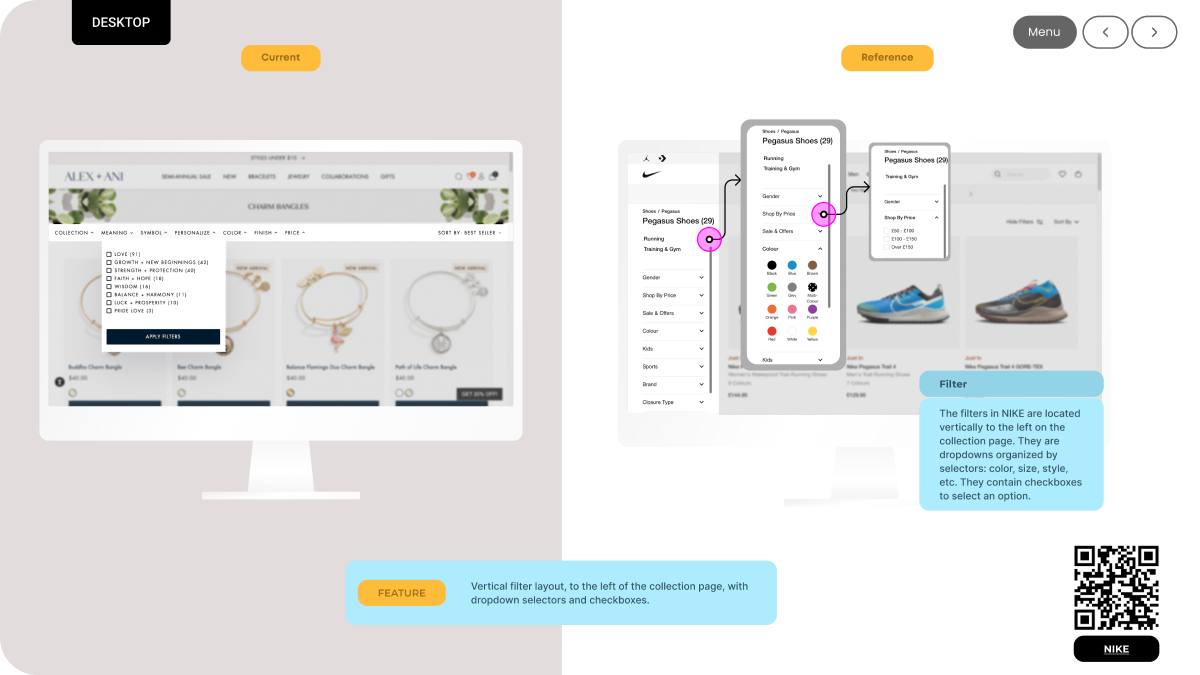 DESKTOP
Menu
Current
Reference
STYLES UNDER $15
ALEX + ANI
SEMI-ANNUAL SALE NEW BRACELETS JEWELRY COLLABORATIONS GIFTS
CHARM BANGLES
COLLECTION MEANING SYMBOL PERSONALIZE COLOR FINISH PRICE SORT BY: BEST SELLER
LOVE (91)
GROWTH + NEW BEGINNINGS (42)
STRENGTH + PROTECTION (40)
FAITH + HOPE (18)
WISDOM (16)
BALANCE + HARMONY (11)
LUCK + PROSPERITY (10)
PRIDE LOVE (3)
APPLY FILTERS
NEW ARRIVAL
NEW ARRIVAL
NEW ARRIVAL
Buddha Charm Bangle
Bee Charm Bangle
Balance Flamingo Duo Charm Bangle
Path of Life Charm Bangle
$40.00
$40.00
$40.00
$40.00
GET 20% OFF!
Shoes / Pegasus
Pegasus Shoes (29)
Running
Training & Gym
Gender
Shop By Price
Sale & Offers
Colour
Kids
Sports
Brand
Closure Type
Shoes / Pegasus
Pegasus Shoes (29)
Running
Training & Gym
Gender
Shop By Price
Sale & Offers
Colour
Black Blue Brown
Green Grey Multi-Colour
Orange Pink Purple
Red White Yellow
Kids
Shoes / Pegasus
Pegasus Shoes (29)
Training & Gym
Gender
Shop By Price
£50 - £100
£100 - £150
Over £150
Search
Hide Filters Sort By
Just In
Just In
Just In
Nike Pegasus Trail 4
Nike Pegasus Trail 4 GORE-TEX
Women's Waterproof Trail-Running Shoes
Men's Trail-Running Shoes
9 Colours
7 Colours
£144.95
£129.95
Filter
The filters in NIKE are located
vertically to the left on the
collection page. They are
dropdowns organized by
selectors: color, size, style,
etc. They contain checkboxes
to select an option.
FEATURE
Vertical filter layout, to the left of the collection page, with
dropdown selectors and checkboxes.
NIKE